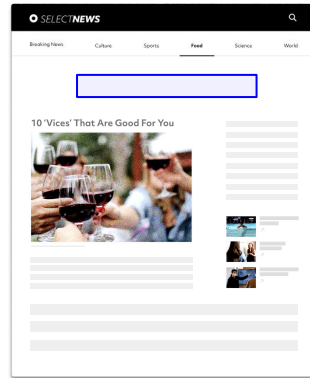 SELECTNEWS
Breaking News Culture Sports Food Science World
10 'Vices' That Are Good For You